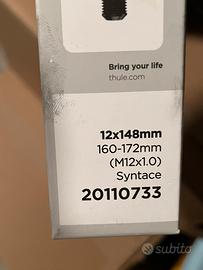 Bring your life
thule.com
12x148mm
160-172mm
(M12x1.0)
Syntace
20110733
subito